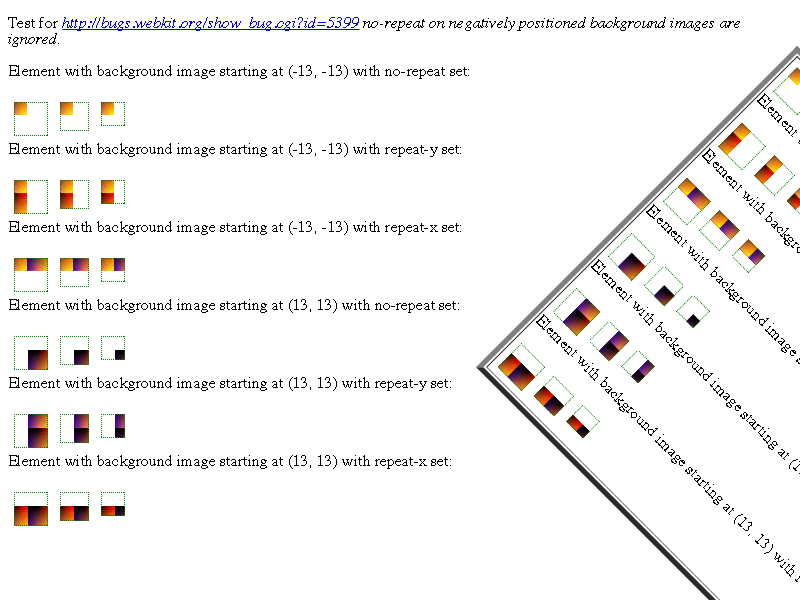 Test for http://bugs.webkit.org/show_bug.cgi?id=5399 no-repeat on negatively positioned background images are
ignored.
Element with background image starting at (-13, -13) with no-repeat set:
Element with background image starting at (-13, -13) with repeat-y set:
Element with background image starting at (-13, -13) with repeat-x set:
Element with background image starting at (13, 13) with no-repeat set:
Element with background image starting at (13, 13) with repeat-y set:
Element with background image starting at (13, 13) with repeat-x set:
Element
Element with backgr
Element with background image s
Element with background image starting at (1
Element with background image starting at (13, 13) with